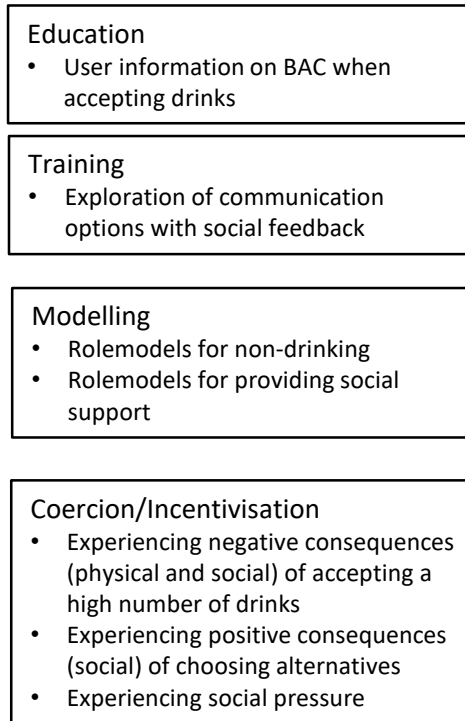 Education
• User information on BAC when
accepting drinks
Training
• Exploration of communication
options with social feedback
Modelling
• Rolemodels for non-drinking
• Rolemodels for providing social
support
Coercion/Incentivisation
• Experiencing negative consequences
(physical and social) of accepting a
high number of drinks
• Experiencing positive consequences
(social) of choosing alternatives
• Experiencing social pressure